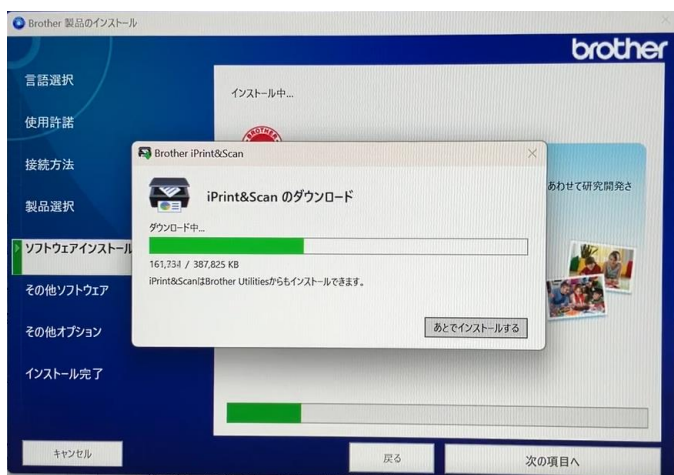 Brother 製品のインストール
brother
言語選択
使用許諾
接続方法
製品選択
ソフトウェアインストール
その他ソフトウェア
その他オプション
インストール完了
インストール中...
BROTHER
あわせて研究開発さ
Brother iPrint&Scan
iPrint&Scan のダウンロード
ダウンロード中...
161,734 / 387,825 KB
iPrint&ScanはBrother Utilitiesからもインストールできます。
あとでインストールする
キャンセル
戻る
次の項目へ